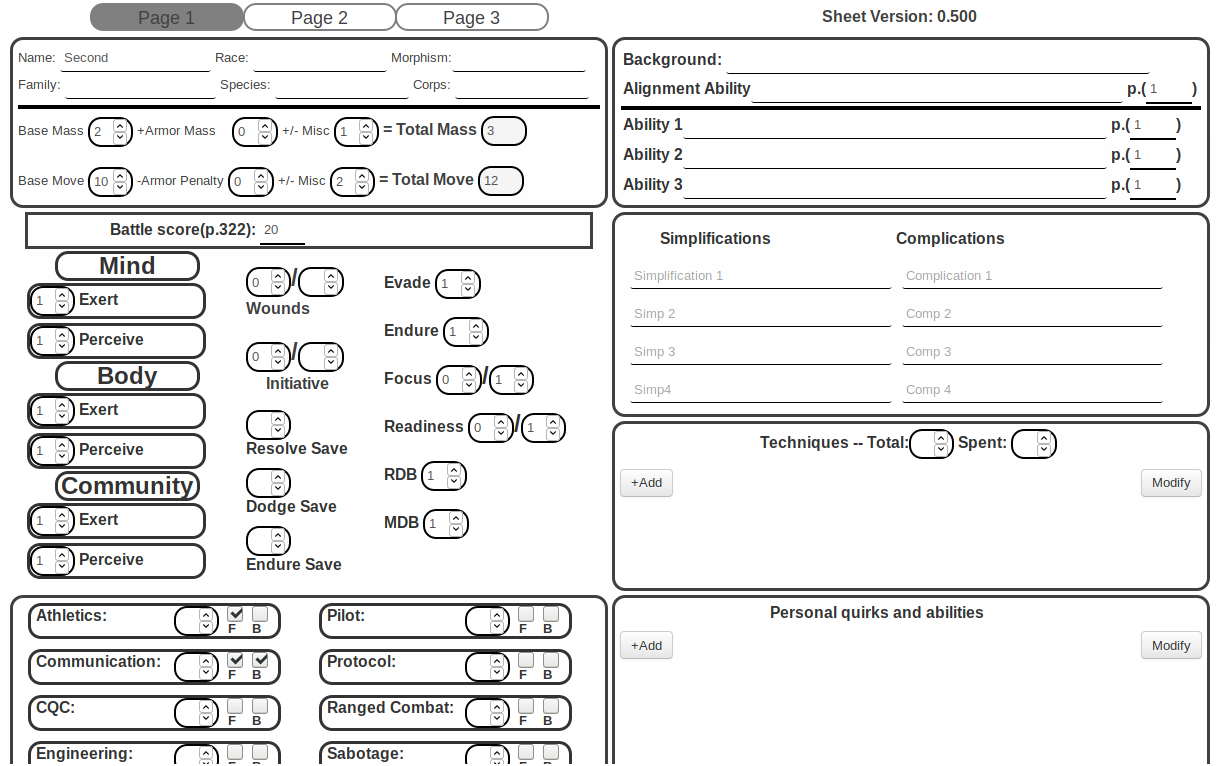 Page 1 Page 2 Page 3
Sheet Version: 0.500
Name: Second Race: Morphism:
Family: Species: Corps:
Base Mass 2 +Armor Mass 0 +/- Misc 1 = Total Mass 3
Base Move 10 -Armor Penalty 0 +/- Misc 2 = Total Move 12
Background:
Alignment Ability p.( 1 )
Ability 1 p.( 1 )
Ability 2 p.( 1 )
Ability 3 p.( 1 )
Battle score(p.322): 20
Mind
1 Exert
1 Perceive
Body
1 Exert
1 Perceive
Community
1 Exert
1 Perceive
0 /
Wounds
0 /
Initiative
Resolve Save
Dodge Save
Endure Save
Evade 1
Endure 1
Focus 0 / 1
Readiness 0 / 1
RDB 1
MDB 1
Simplifications Complications
Simplification 1 Complication 1
Simp 2 Comp 2
Simp 3 Comp 3
Simp4 Comp 4
Techniques -- Total: Spent:
+Add Modify
Athletics: F B
Communication: F B
CQC: F B
Engineering: F B
Pilot: F B
Protocol: F B
Ranged Combat: F B
Sabotage: F B
Personal quirks and abilities
+Add Modify